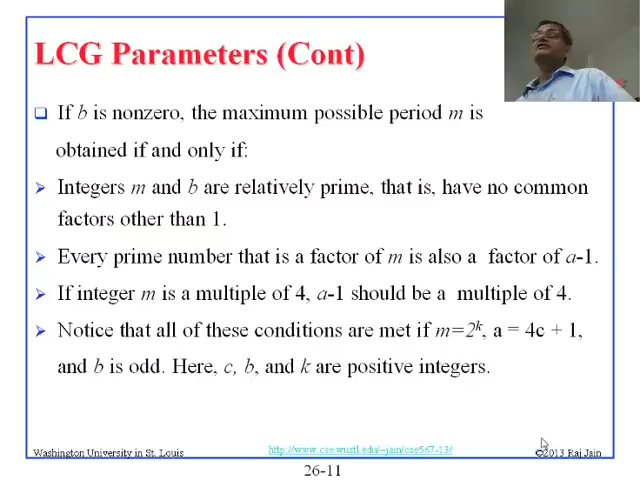 LCG Parameters (Cont)
If b is nonzero, the maximum possible period m is
obtained if and only if:
Integers m and b are relatively prime, that is, have no common
factors other than 1.
Every prime number that is a factor of m is also a factor of a-1.
If integer m is a multiple of 4, a-1 should be a multiple of 4.
Notice that all of these conditions are met if m=2^k, a = 4c + 1,
and b is odd. Here, c, b, and k are positive integers.
Washington University in St. Louis
http://www.cse.wustl.edu/~jain/cse567-13/
©2013 Raj Jain
26-11